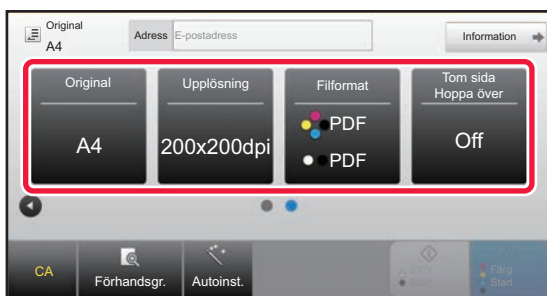 Original
A4
Adress E-postadress
Information
Original
A4
Upplösning
200x200dpi
Filformat
PDF
PDF
Tom sida
Hoppa över
Off
CA
Förhandsgr.
Autoinst.
Start
Färg
Start